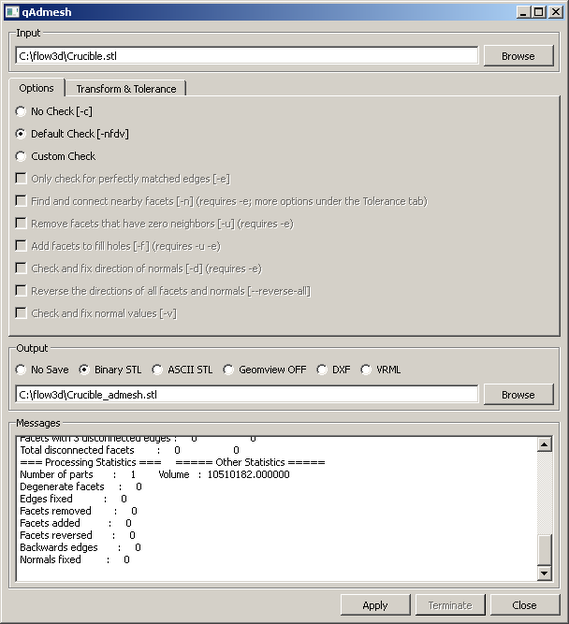 qAdmesh
Input
C:\flow3d\Crucible.stl
Browse
Options
Transform & Tolerance
No Check [-c]
Default Check [-nfdv]
Custom Check
Only check for perfectly matched edges [-e]
Find and connect nearby facets [-n] (requires -e; more options under the Tolerance tab)
Remove facets that have zero neighbors [-u] (requires -e)
Add facets to fill holes [-f] (requires -u -e)
Check and fix direction of normals [-d] (requires -e)
Reverse the directions of all facets and normals [--reverse-all]
Check and fix normal values [-v]
Output
No Save Binary STL ASCII STL Geomview OFF DXF VRML
C:\flow3d\Crucible_admesh.stl
Browse
Messages
Facets with 3 disconnected edges : 0 0
Total disconnected facets : 0 0
=== Processing Statistics === ===== Other Statistics =====
Number of parts : 1 Volume : 10510182.000000
Degenerate facets : 0
Edges fixed : 0
Facets removed : 0
Facets added : 0
Facets reversed : 0
Backwards edges : 0
Normals fixed : 0
Apply Terminate Close